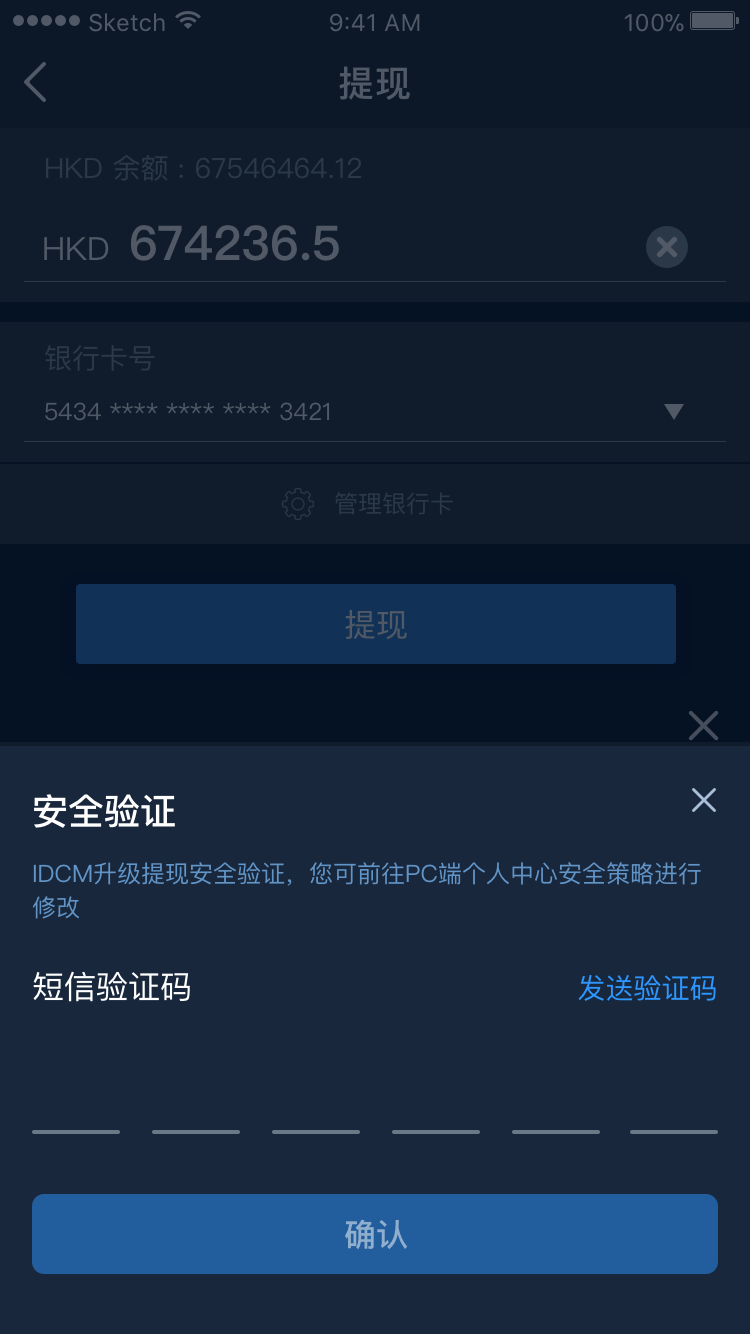 Sketch 9:41 AM 100%
提现
HKD 余额：67546464.12
HKD 674236.5
银行卡号
5434 **** **** **** 3421
管理银行卡
提现
安全验证
IDCM升级提现安全验证，您可前往PC端个人中心安全策略进行
修改
短信验证码 发送验证码
确认